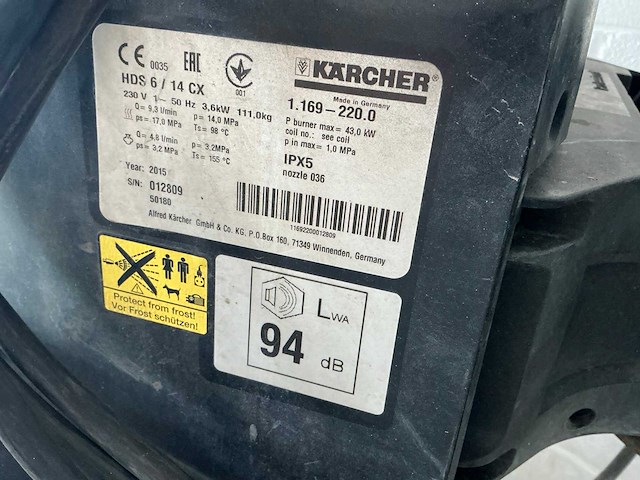 CE 0035 EAC 001
KÄRCHER
Made in Germany
HDS 6 / 14 CX
1.169-220.0
230 V 1~ 50 Hz 3,6kW 111,0kg
P burner max= 43,0 kW
Q= 9,3 l/min p= 14,0 MPa
coil no.: see coil
ps= 17,0 MPa Ts= 98 °C
p in max= 1,0 MPa
Q= 4,8 l/min p= 3,2MPa
IPX5
ps= 3,2 MPa Ts= 155 °C
nozzle 036
Year: 2015
S/N: 012809
50180
11692200012809
Alfred Kärcher GmbH & Co. KG, P.O.Box 160, 71349 Winnenden, Germany
Protect from frost!
Vor Frost schützen!
LWA
94 dB